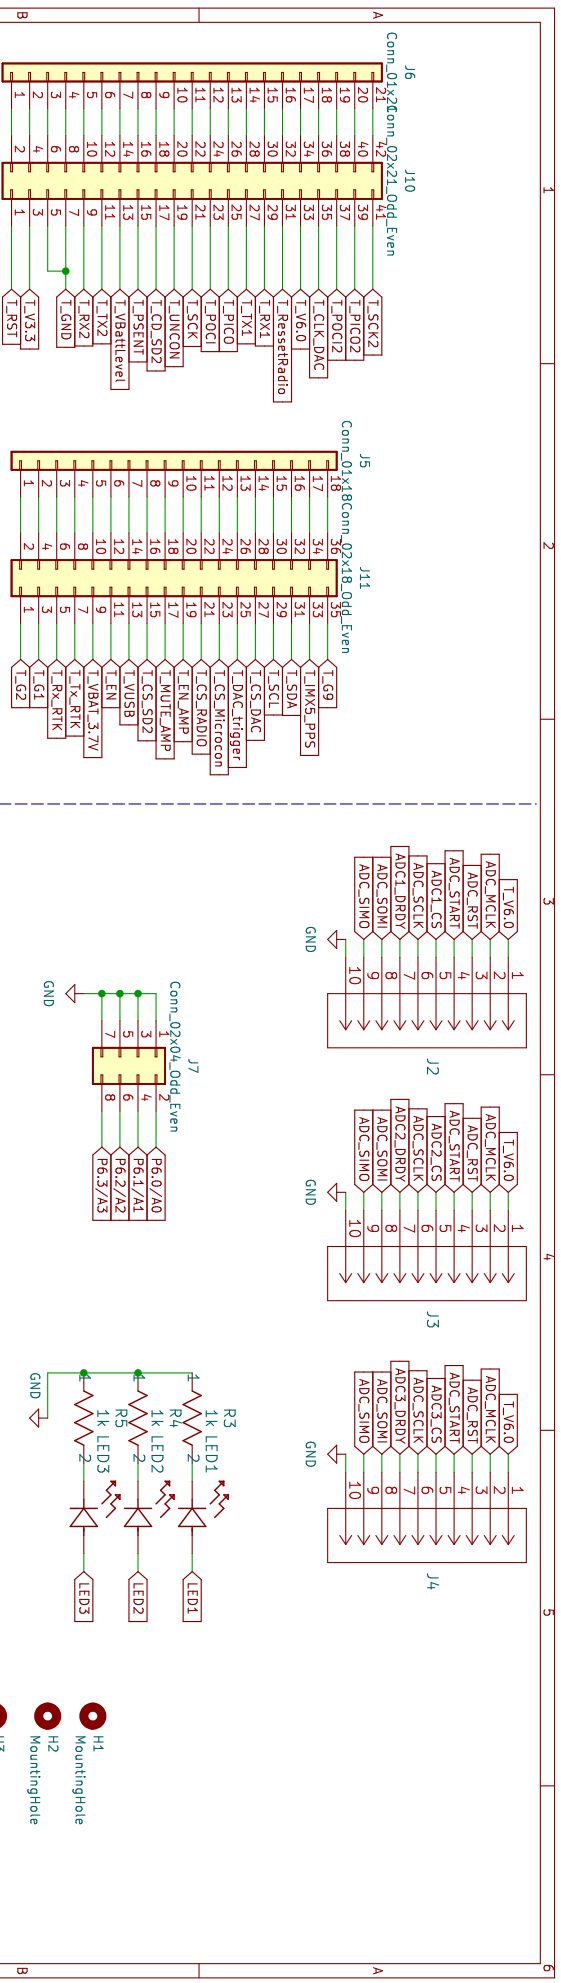 1 2 3 4 5 6
A A
B B
J6
Conn_01x21
J10
Conn_02x21_Odd_Even
21 42 41 T_SCK2
20 40 39 T_PICO2
19 38 37 T_POCI2
18 36 35 T_CLK_DAC
17 34 33 T_V6.0
16 32 31 T_RessetRadio
15 30 29 T_RX1
14 28 27 T_TX1
13 26 25 T_PICO
12 24 23 T_POCI
11 22 21 T_SCK
10 20 19 T_UNCON
9 18 17 T_CD_SD2
8 16 15 T_PSENT
7 14 13 T_VBattLevel
6 12 11 T_TX2
5 10 9 T_RX2
4 8 7 T_GND
3 6 5
2 4 3 T_V3.3
1 2 1 T_RST
J5
Conn_01x18
J11
Conn_02x18_Odd_Even
18 36 35 T_G9
17 34 33 T_IMX5_PPS
16 32 31 T_SDA
15 30 29 T_SCL
14 28 27 T_CS_DAC
13 26 25 T_DAC_trigger
12 24 23 T_CS_Microcon
11 22 21 T_CS_RADIO
10 20 19 T_EN_AMP
9 18 17 T_MUTE_AMP
8 16 15 T_CS_SD2
7 14 13 T_VUSB
6 12 11 T_EN
5 10 9 T_VBAT_3.7V
4 8 7 T_Tx_RTK
3 6 5 T_Rx_RTK
2 4 3 T_G1
1 2 1 T_G2
T_V6.0 1
ADC_MCLK 2
ADC_RST 3
ADC_START 4
ADC1_CS 5
ADC_SCLK 6
ADC1_DRDY 7
ADC_SOMI 8
ADC_SIMO 9
GND 10
J2
T_V6.0 1
ADC_MCLK 2
ADC_RST 3
ADC_START 4
ADC2_CS 5
ADC_SCLK 6
ADC2_DRDY 7
ADC_SOMI 8
ADC_SIMO 9
GND 10
J3
T_V6.0 1
ADC_MCLK 2
ADC_RST 3
ADC_START 4
ADC3_CS 5
ADC_SCLK 6
ADC3_DRDY 7
ADC_SOMI 8
ADC_SIMO 9
GND 10
J4
J7
Conn_02x04_Odd_Even
1 2 P6.0/A0
3 4 P6.1/A1
5 6 P6.2/A2
7 8 P6.3/A3
GND
R3
1k LED1
1 2 LED1
R4
1k LED2
1 2 LED2
R5
1k LED3
1 2 LED3
GND
H1
MountingHole
H2
MountingHole